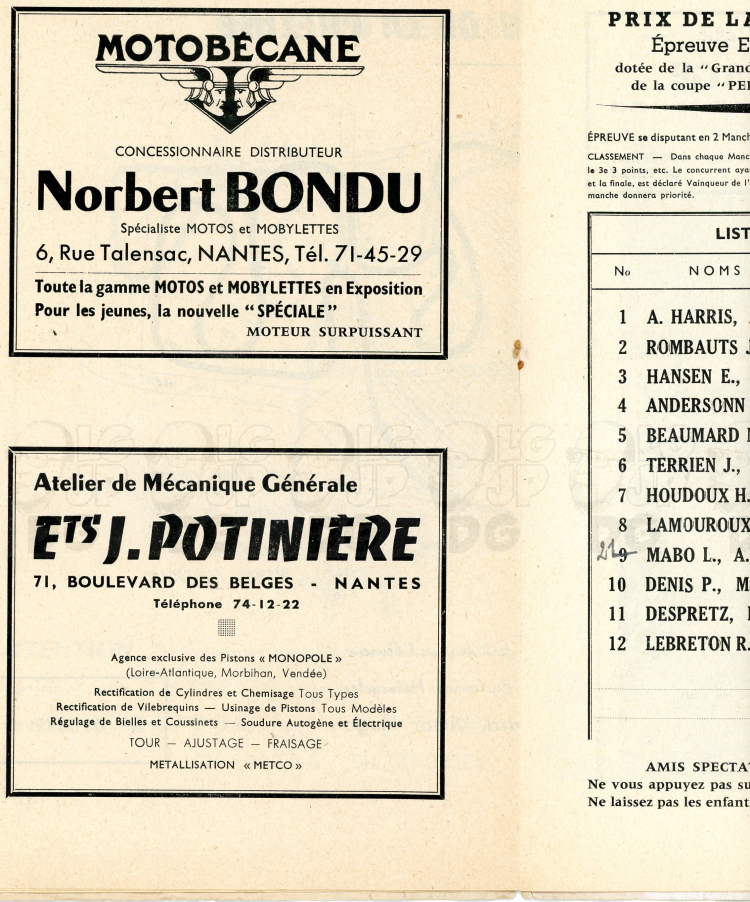 MOTOBÉCANE
CONCESSIONNAIRE DISTRIBUTEUR
Norbert BONDU
Spécialiste MOTOS et MOBYLETTES
6, Rue Talensac, NANTES, Tél. 71-45-29
Toute la gamme MOTOS et MOBYLETTES en Exposition
Pour les jeunes, la nouvelle "SPÉCIALE"
MOTEUR SURPUISSANT
Atelier de Mécanique Générale
ETS J. POTINIÈRE
71, BOULEVARD DES BELGES - NANTES
Téléphone 74-12-22
Agence exclusive des Pistons « MONOPOLE »
(Loire-Atlantique, Morbihan, Vendée)
Rectification de Cylindres et Chemisage Tous Types
Rectification de Vilebrequins — Usinage de Pistons Tous Modèles
Régulage de Bielles et Coussinets — Soudure Autogène et Électrique
TOUR — AJUSTAGE — FRAISAGE
METALLISATION « METCO »
PRIX DE LA
Épreuve E
dotée de la "Grand
de la coupe "PE
ÉPREUVE se disputant en 2 Manch
CLASSEMENT — Dans chaque Manc
le 3e 3 points, etc. Le concurrent aya
et la finale, est déclaré Vainqueur de l'
manche donnera priorité.
LIST
No NOMS
1 A. HARRIS,
2 ROMBAUTS J
3 HANSEN E.,
4 ANDERSONN
5 BEAUMARD
6 TERRIEN J.,
7 HOUDOUX H.
8 LAMOUROUX
9 MABO L., A.
10 DENIS P., M
11 DESPRETZ,
12 LEBRETON R.
AMIS SPECTA
Ne vous appuyez pas su
Ne laissez pas les enfant